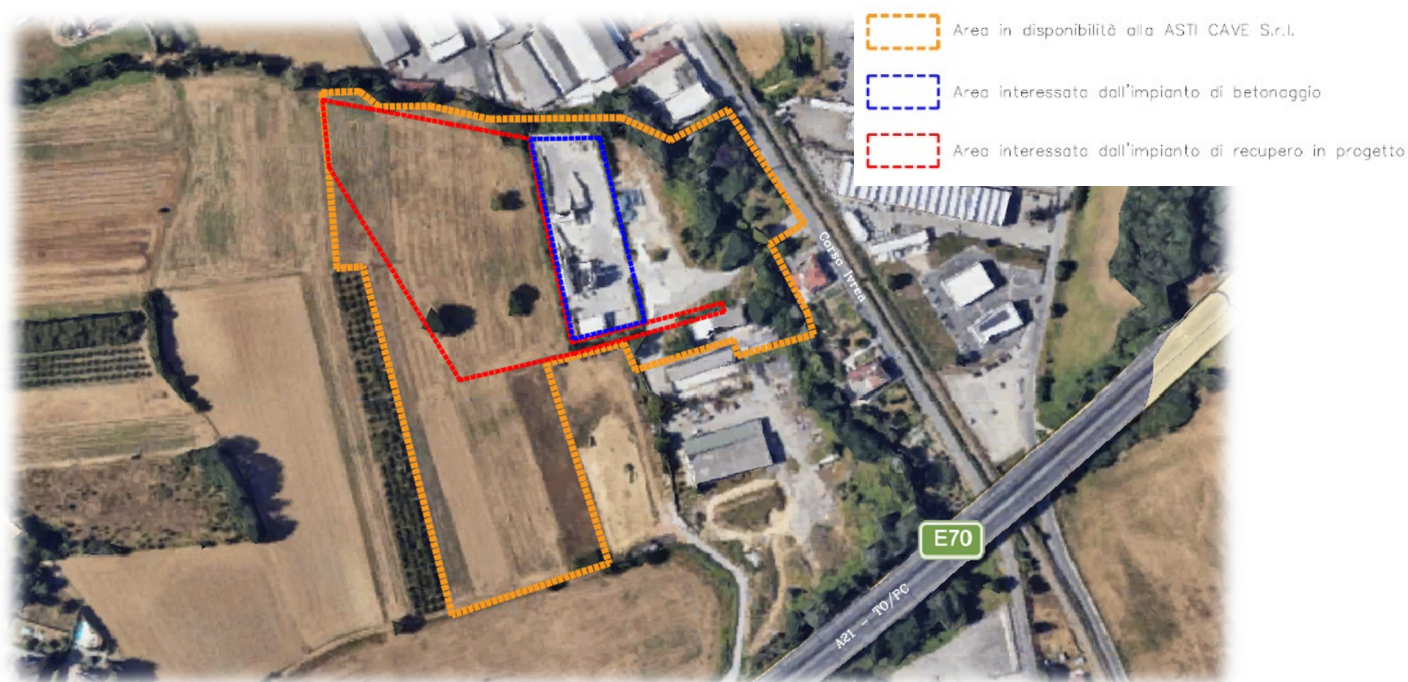 Area in disponibilità alla ASTI CAVE S.r.l.
Area interessata dall'impianto di betonaggio
Area interessata dall'impianto di recupero in progetto
Corso Ivrea
E70
A21 - TO/PC